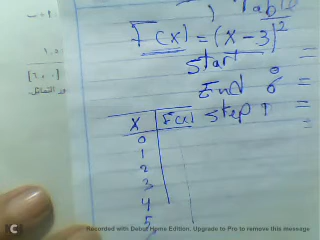 Table
F(x) = (x - 3)²
Start 0
End 6
Step 1
x F(x)
0
1
2
3
4
5
Recorded with Debut Home Edition. Upgrade to Pro to remove this message